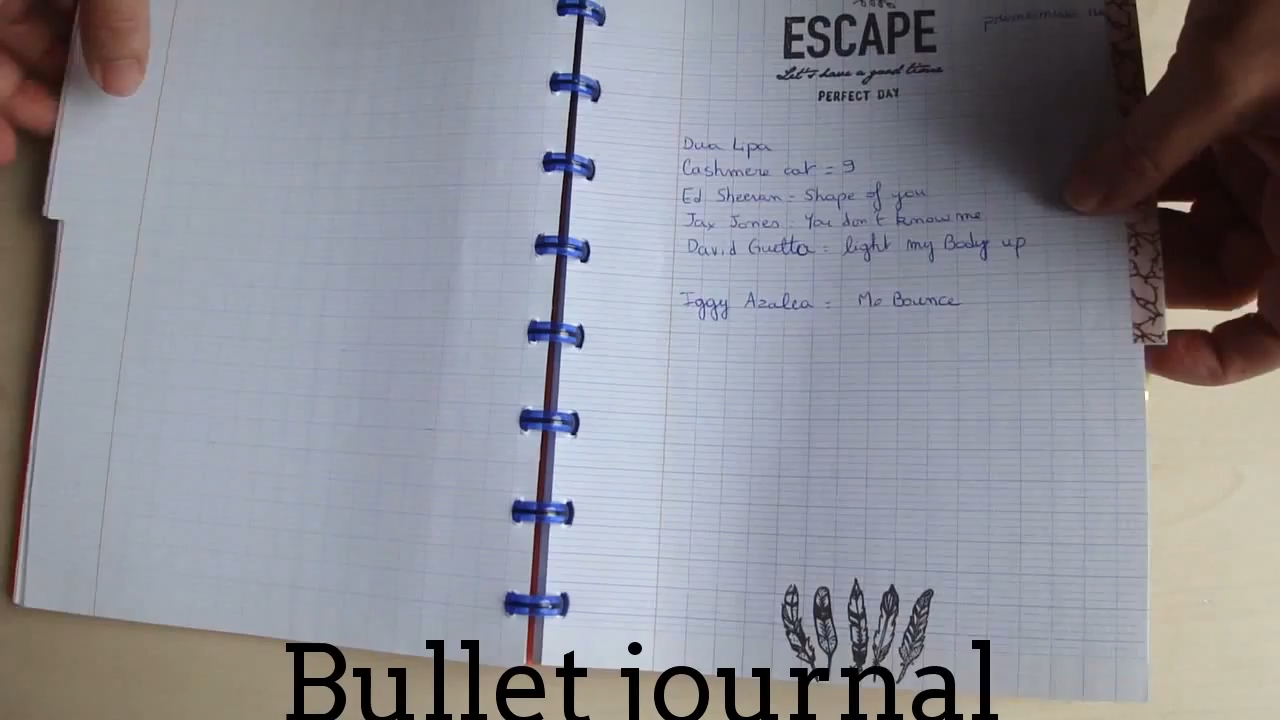 ESCAPE
Let's have a good time
PERFECT DAY
Dua Lipa
Cashmere cat = 9
Ed Sheeran = Shape of you
Jax Jones = You don't know me
David Guetta = light my Body up
Iggy Azalea = Mo Bounce
Bullet journal